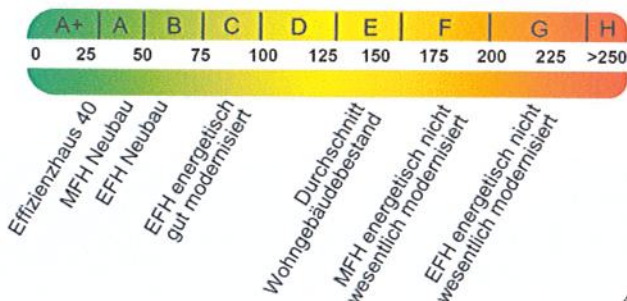 A+ A B C D E F G H
0 25 50 75 100 125 150 175 200 225 >250
Effizienzhaus 40
MFH Neubau
EFH Neubau
EFH energetisch
gut modernisiert
Durchschnitt
Wohngebäudebestand
MFH energetisch nicht
wesentlich modernisiert
EFH energetisch nicht
wesentlich modernisiert